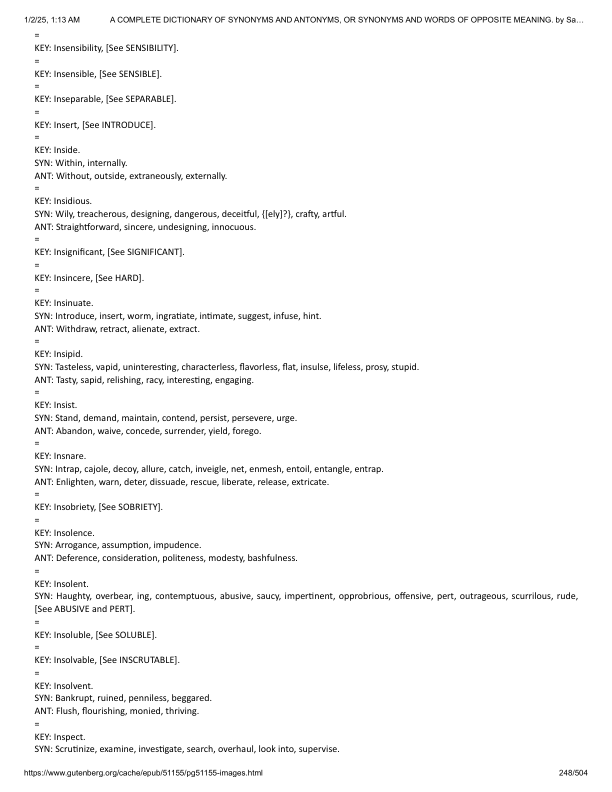 1/2/25, 1:13 AM A COMPLETE DICTIONARY OF SYNONYMS AND ANTONYMS, OR SYNONYMS AND WORDS OF OPPOSITE MEANING. by Sa…
=
KEY: Insensibility, [See SENSIBILITY].
=
KEY: Insensible, [See SENSIBLE].
=
KEY: Inseparable, [See SEPARABLE].
=
KEY: Insert, [See INTRODUCE].
=
KEY: Inside.
SYN: Within, internally.
ANT: Without, outside, extraneously, externally.
=
KEY: Insidious.
SYN: Wily, treacherous, designing, dangerous, deceitful, {[ely]?}, crafty, artful.
ANT: Straightforward, sincere, undesigning, innocuous.
=
KEY: Insignificant, [See SIGNIFICANT].
=
KEY: Insincere, [See HARD].
=
KEY: Insinuate.
SYN: Introduce, insert, worm, ingratiate, intimate, suggest, infuse, hint.
ANT: Withdraw, retract, alienate, extract.
=
KEY: Insipid.
SYN: Tasteless, vapid, uninteresting, characterless, flavorless, flat, insulse, lifeless, prosy, stupid.
ANT: Tasty, sapid, relishing, racy, interesting, engaging.
=
KEY: Insist.
SYN: Stand, demand, maintain, contend, persist, persevere, urge.
ANT: Abandon, waive, concede, surrender, yield, forego.
=
KEY: Insnare.
SYN: Intrap, cajole, decoy, allure, catch, inveigle, net, enmesh, entoil, entangle, entrap.
ANT: Enlighten, warn, deter, dissuade, rescue, liberate, release, extricate.
=
KEY: Insobriety, [See SOBRIETY].
=
KEY: Insolence.
SYN: Arrogance, assumption, impudence.
ANT: Deference, consideration, politeness, modesty, bashfulness.
=
KEY: Insolent.
SYN: Haughty, overbear, ing, contemptuous, abusive, saucy, impertinent, opprobrious, offensive, pert, outrageous, scurrilous, rude,
[See ABUSIVE and PERT].
=
KEY: Insoluble, [See SOLUBLE].
=
KEY: Insolvable, [See INSCRUTABLE].
=
KEY: Insolvent.
SYN: Bankrupt, ruined, penniless, beggared.
ANT: Flush, flourishing, monied, thriving.
=
KEY: Inspect.
SYN: Scrutinize, examine, investigate, search, overhaul, look into, supervise.
https://www.gutenberg.org/cache/epub/51155/pg51155-images.html 248/504